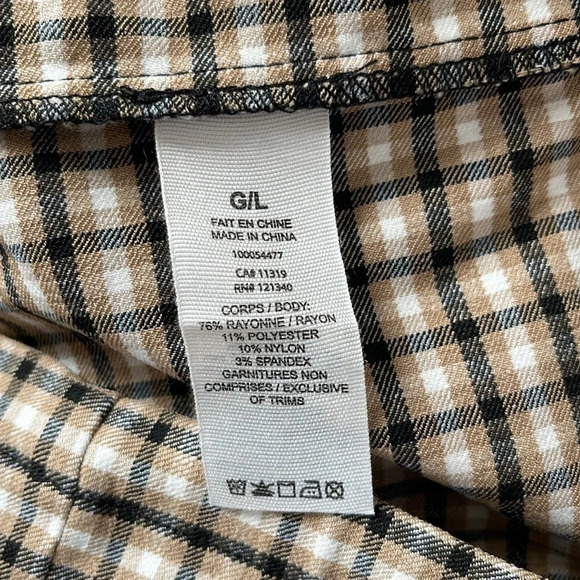 G/L
FAIT EN CHINE
MADE IN CHINA
100054477
CA# 11319
RN# 121340
CORPS / BODY:
76% RAYONNE / RAYON
11% POLYESTER
10% NYLON
3% SPANDEX
GARNITURES NON
COMPRISES / EXCLUSIVE
OF TRIMS